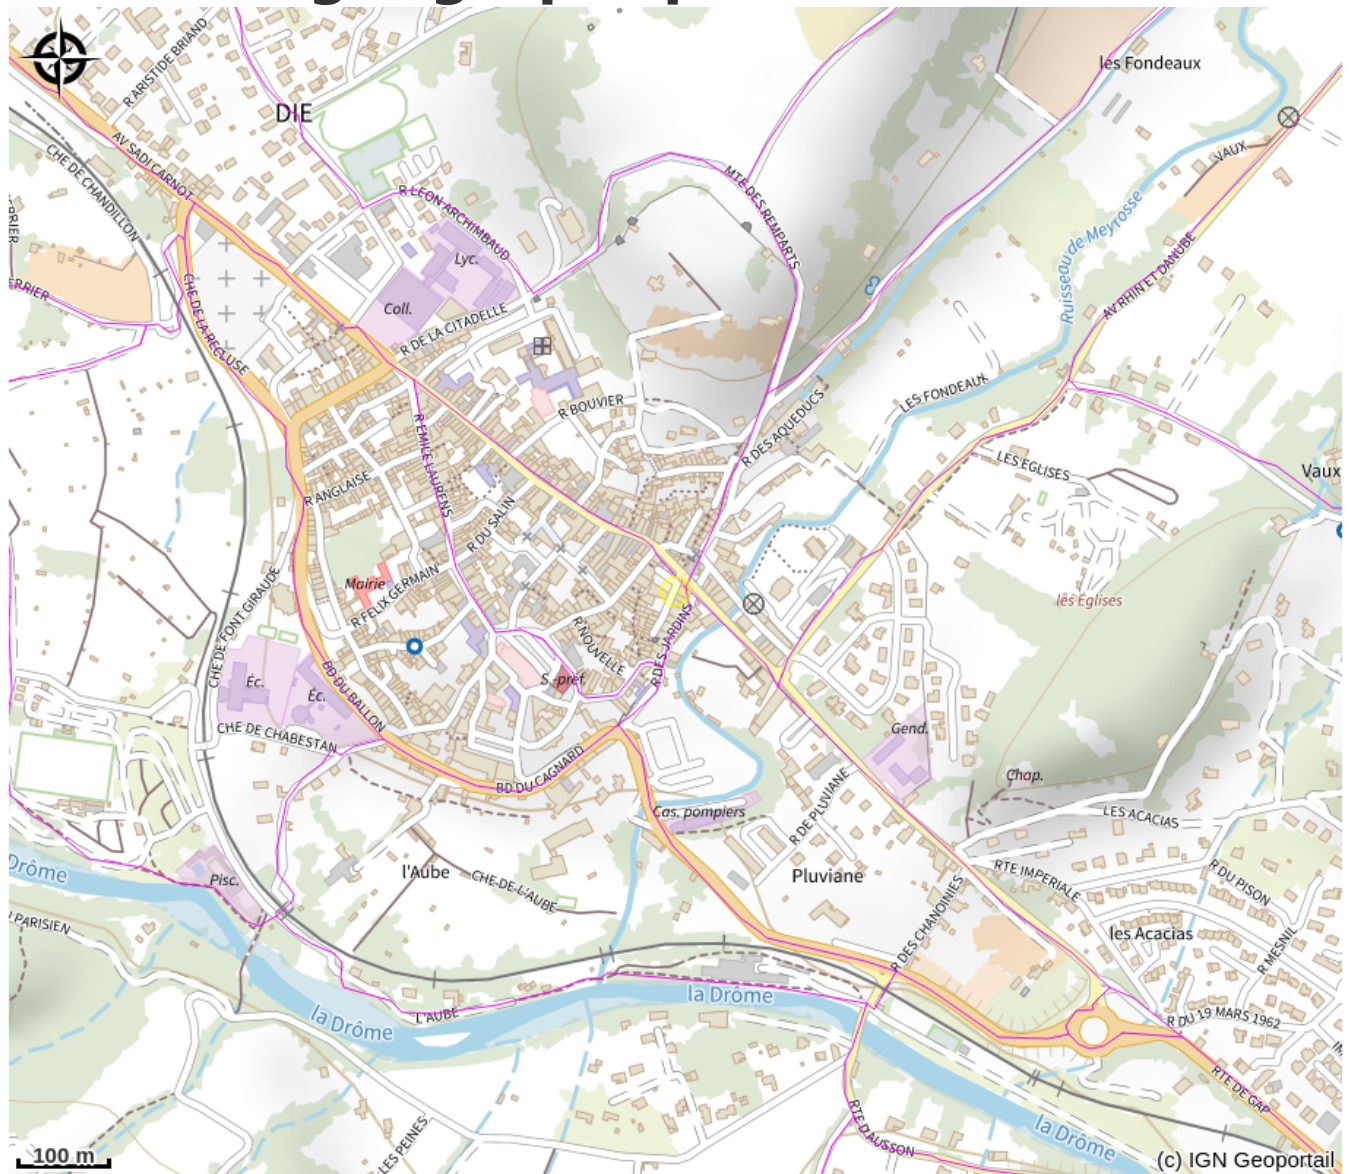 R ARISTIDE BRIAND
les Fondeaux
DIE
AV SADI CARNOT
CHE DE CHANDILLON
VAUX
R LEON ARCHIMBAUD
MTE DES REMPARTS
Ruisseau de Meyrosse
Lyc.
AV RHIN ET DANUBE
ERRIER
ERRIER
Coll.
R DE LA CITADELLE
CHE DE LA RECLUSE
LES FONDEAUX
R BOUVIER
R DES AQUEDUCS
R EMILE LAURENS
LES EGLISES
Vaux
R ANGLAISE
R DU SALIN
Mairie
R FELIX GERMAIN
les Eglises
CHE DE FONT GIRAUDE
R NOUVELLE
R DES JARDINS
Éc.
Éc.
S.-préf.
BD DU BALLON
Gend.
CHE DE CHABESTAN
BD DU CAGNARD
Chap.
Cas. pompiers
R DE PLUVIANE
LES ACACIAS
l'Aube
CHE DE L'AUBE
Pluviane
RTE IMPERIALE
R DU PISON
Drôme
Pisc.
R DES CHANOINIES
les Acacias
R MESNIL
PARISIEN
la Drôme
la Drôme
L'AUBE
R DU 19 MARS 1962
RTE DE GAP
RTE D'AUSSON
LES PEINES
la Drôme
100 m
(c) IGN Geoportail